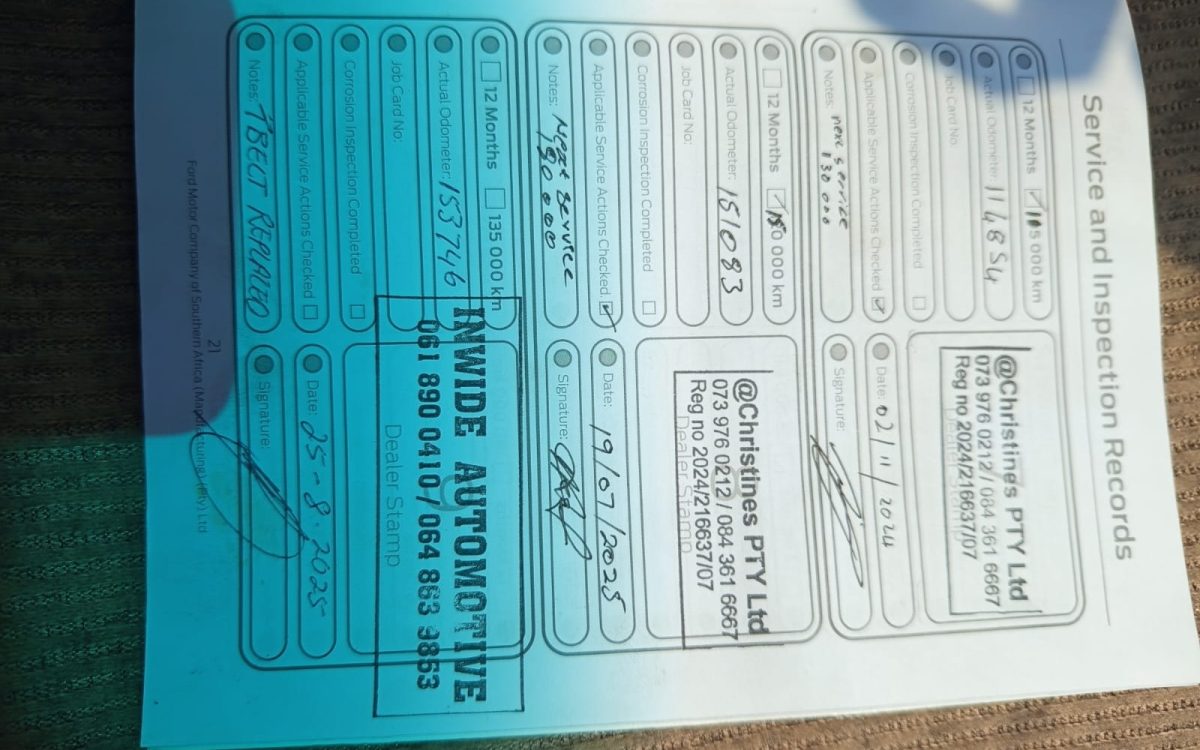 Service and Inspection Records
12 Months 115 000 km
Actual Odometer: 114854
Job Card No.
Corrosion Inspection Completed
Applicable Service Actions Checked
Notes: next service
130 000
@Christines PTY Ltd
073 976 0212 / 084 361 6667
Reg no 2024/216637/07
Date: 02/11/2024
Signature:
12 Months 150 000 km
Actual Odometer: 151083
Job Card No:
Corrosion Inspection Completed
Applicable Service Actions Checked
Notes: Next Service
180 000
@Christines PTY Ltd
073 976 0212 / 084 361 6667
Reg no 2024/216637/07
Dealer Stamp
Date: 19/07/2025
Signature:
12 Months 135 000 km
Actual Odometer: 153746
Job Card No:
Corrosion Inspection Completed
Applicable Service Actions Checked
Notes: TBELT REPLACED
INWIDE AUTOMOTIVE
061 890 0410 / 064 863 9863
Dealer Stamp
Date: 25-8-2025
Signature:
21
Ford Motor Company of Southern Africa (Manufacturing) (Pty) Ltd